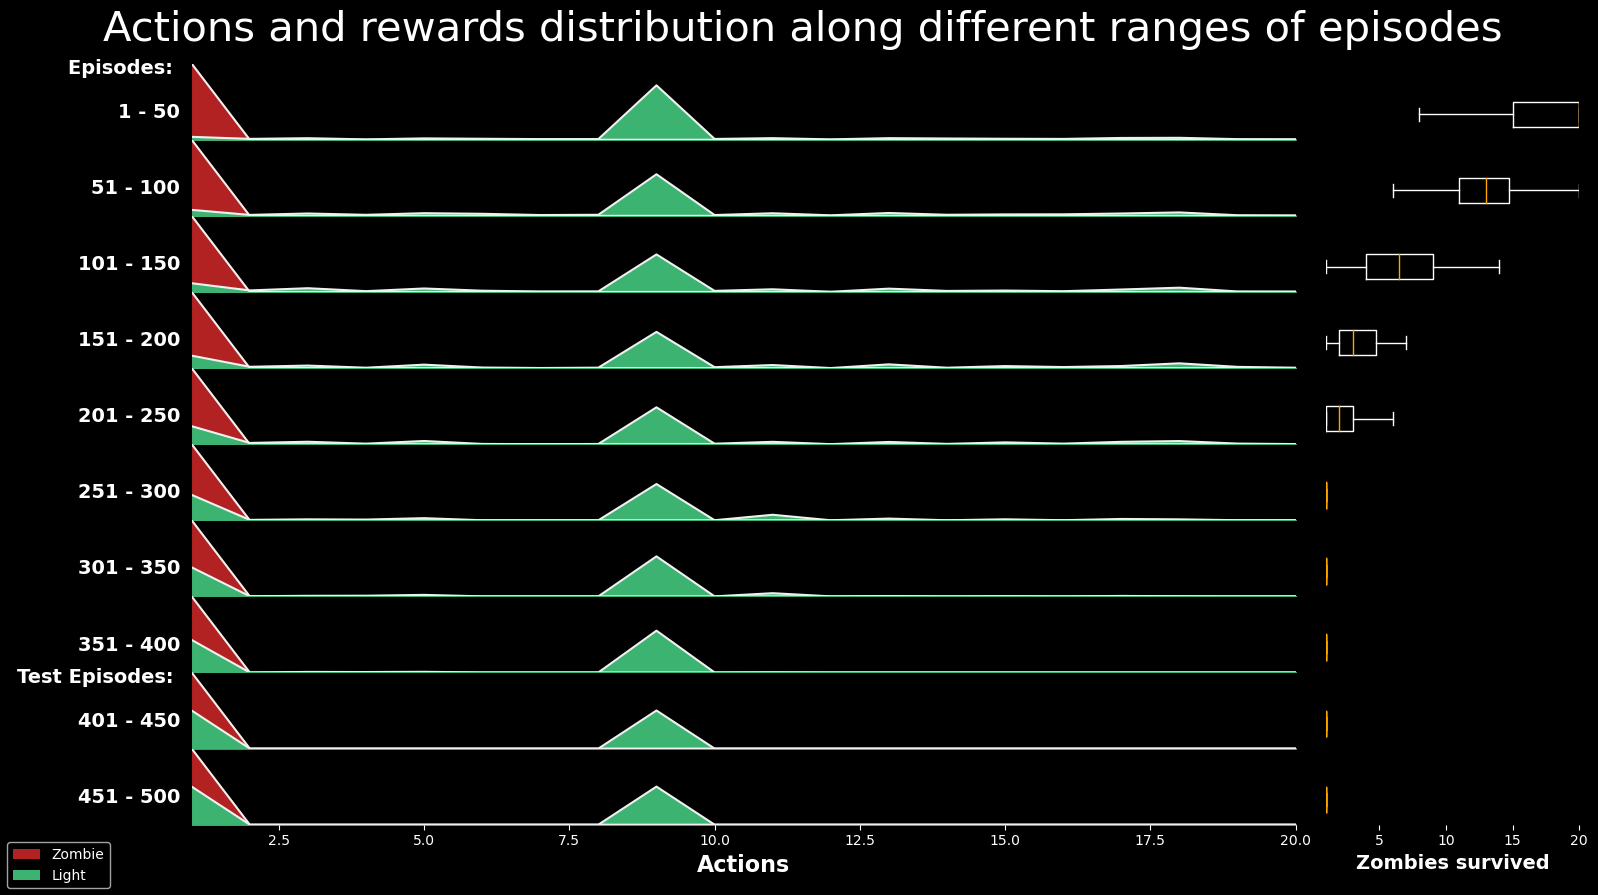 Actions and rewards distribution along different ranges of episodes
Episodes:
1 - 50
51 - 100
101 - 150
151 - 200
201 - 250
251 - 300
301 - 350
351 - 400
Test Episodes:
401 - 450
451 - 500
2.5 5.0 7.5 10.0 12.5 15.0 17.5 20.0
5 10 15 20
Actions
Zombies survived
Zombie
Light